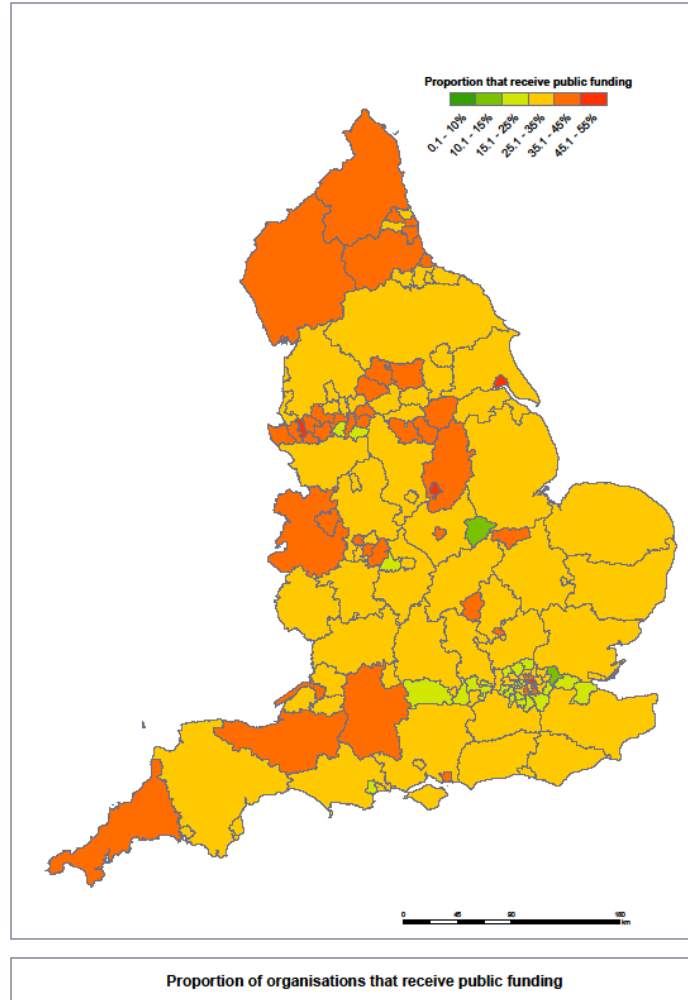 Proportion that receive public funding
0.1 - 10%
10.1 - 15%
15.1 - 25%
25.1 - 35%
35.1 - 45%
45.1 - 55%
0 45 90 180
km
Proportion of organisations that receive public funding